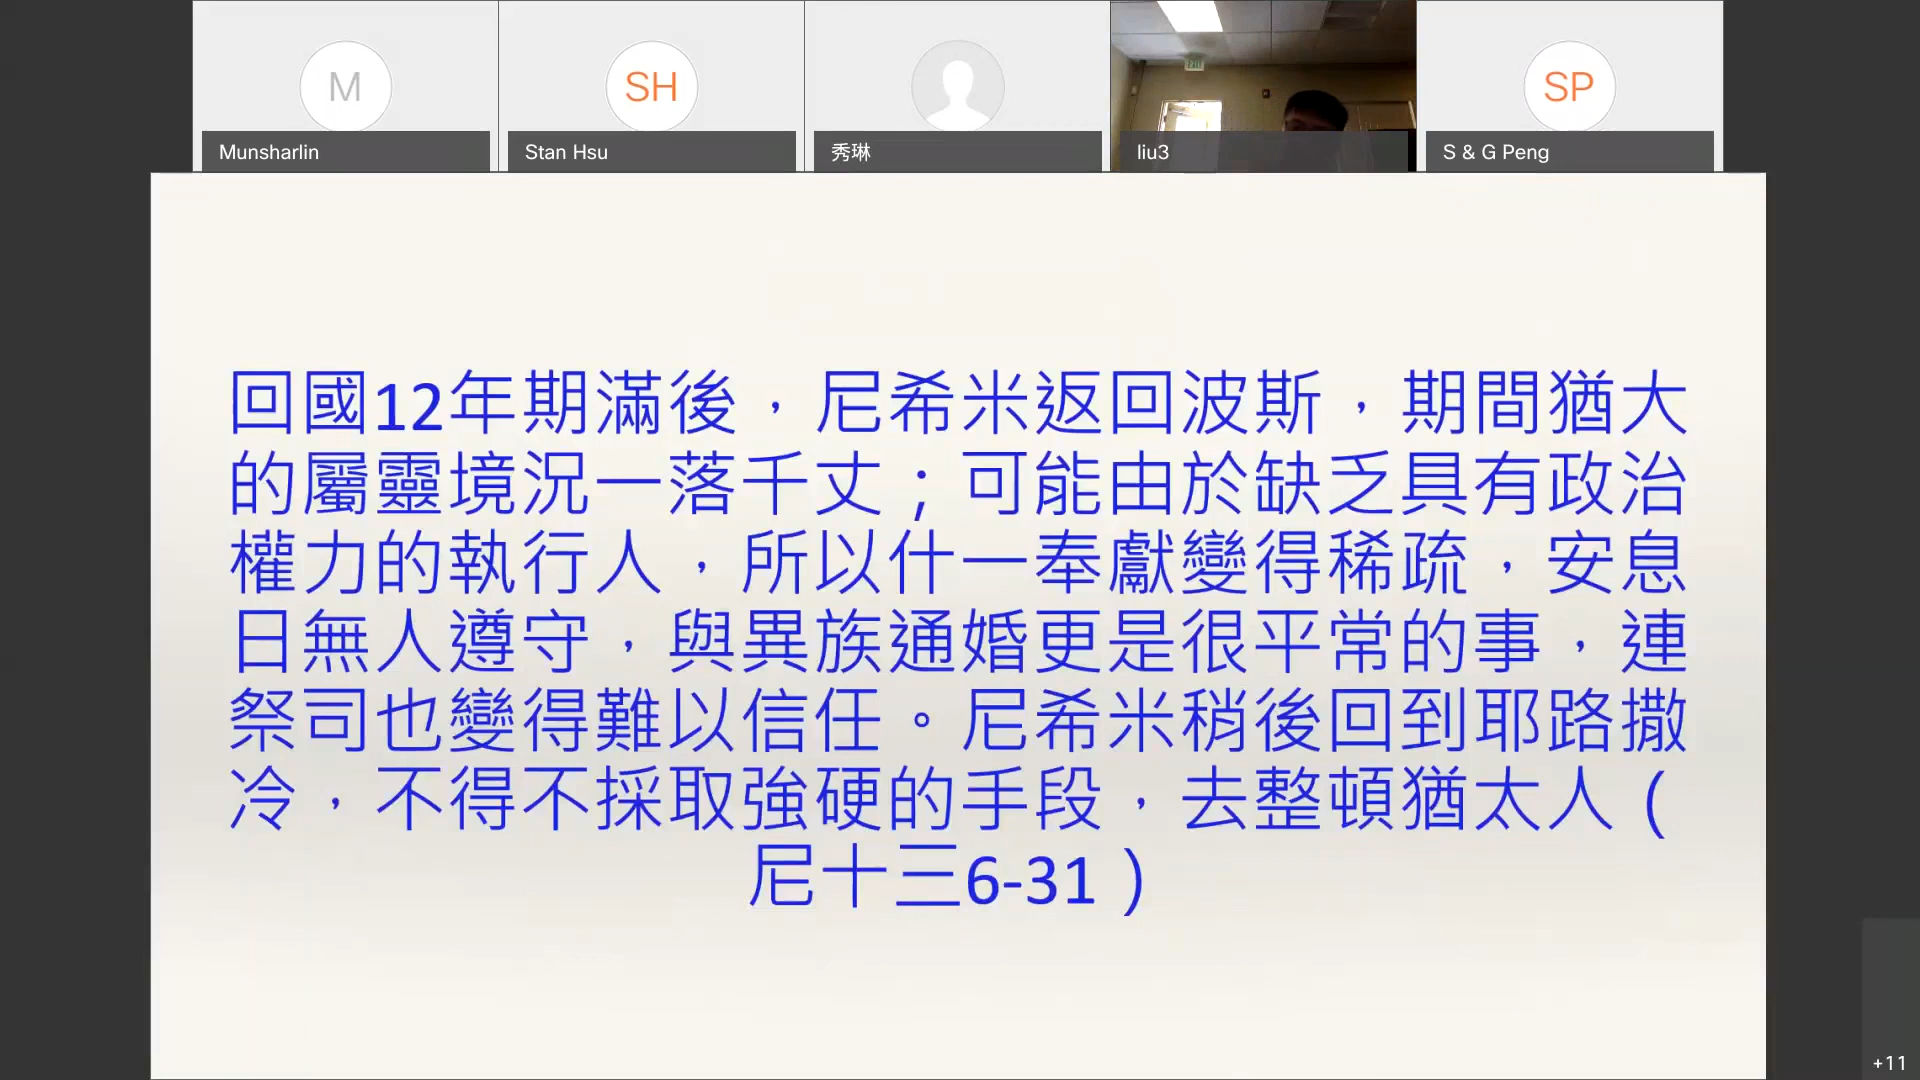 M
SH
SP
Munsharlin
Stan Hsu
秀琳
liu3
S & G Peng
回國12年期滿後，尼希米返回波斯，期間猶大
的屬靈境況一落千丈；可能由於缺乏具有政治
權力的執行人，所以什一奉獻變得稀疏，安息
日無人遵守，與異族通婚更是很平常的事，連
祭司也變得難以信任。尼希米稍後回到耶路撒
冷，不得不採取強硬的手段，去整頓猶太人（
尼十三6-31）
+11